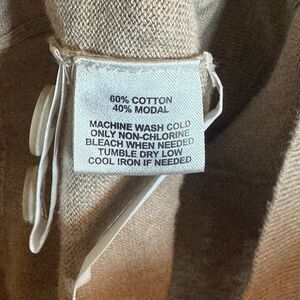 60% COTTON
40% MODAL
MACHINE WASH COLD
ONLY NON-CHLORINE
BLEACH WHEN NEEDED
TUMBLE DRY LOW
COOL IRON IF NEEDED